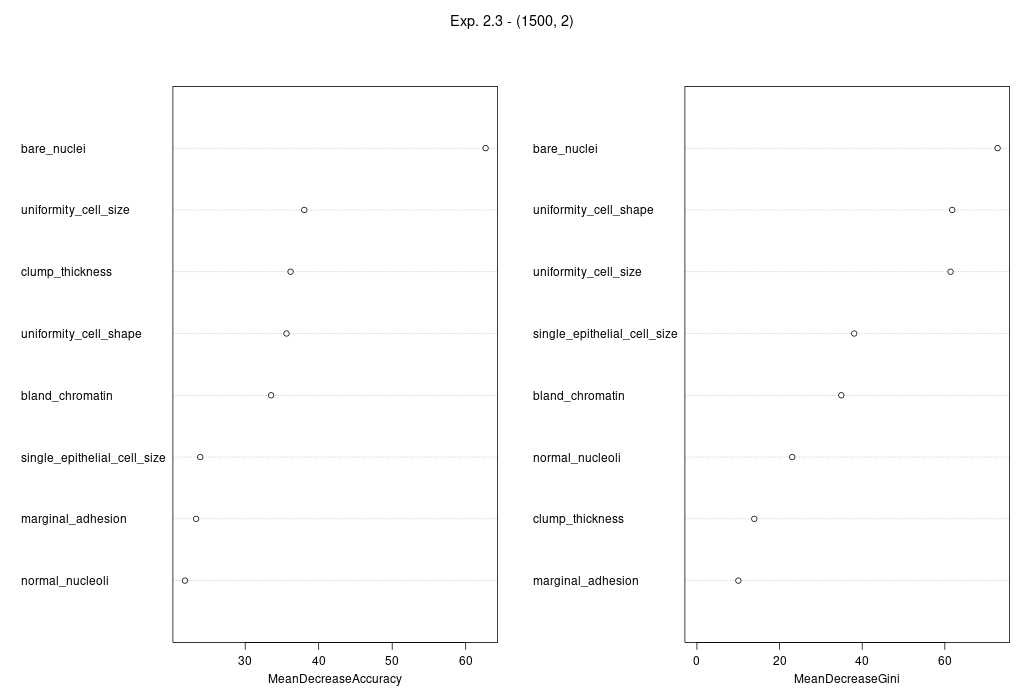 Exp. 2.3 - (1500, 2)
bare_nuclei
uniformity_cell_size
clump_thickness
uniformity_cell_shape
bland_chromatin
single_epithelial_cell_size
marginal_adhesion
normal_nucleoli
30 40 50 60
MeanDecreaseAccuracy
bare_nuclei
uniformity_cell_shape
uniformity_cell_size
single_epithelial_cell_size
bland_chromatin
normal_nucleoli
clump_thickness
marginal_adhesion
0 20 40 60
MeanDecreaseGini